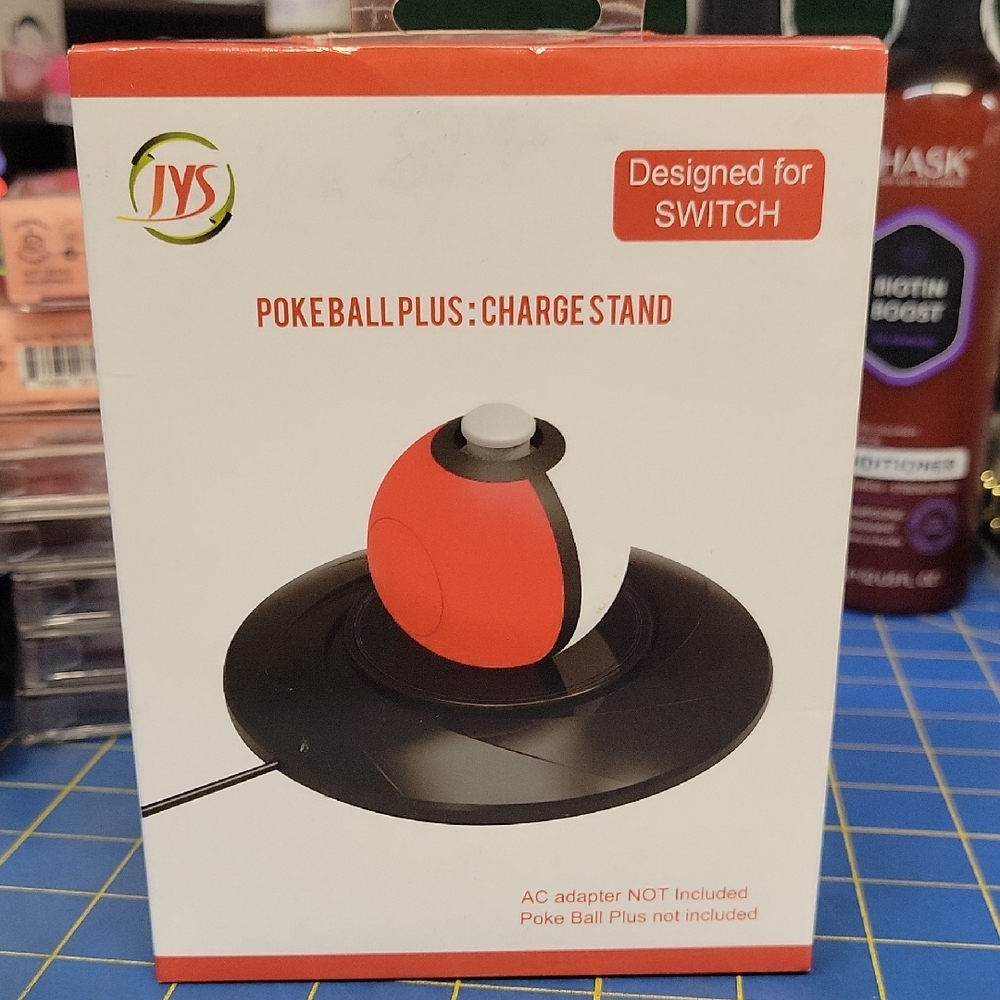 JYS
Designed for
SWITCH
POKE BALL PLUS : CHARGE STAND
AC adapter NOT Included
Poke Ball Plus not included
HASK
BIOTIN
BOOST